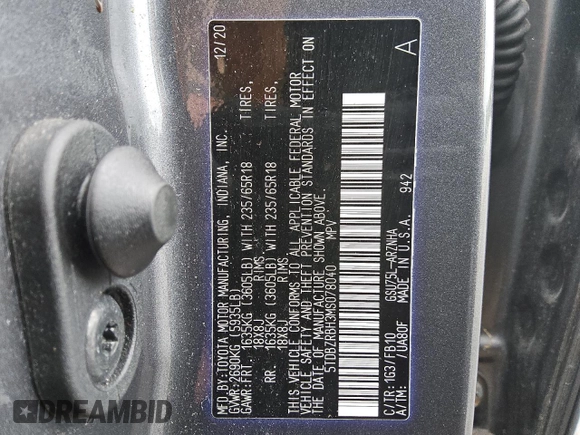 MFD.BY:TOYOTA MOTOR MANUFACTURING, INDIANA, INC. 12/20
GVWR:2690KG (5935LB)
GAWR:FRT. 1635KG (3605LB) WITH 235/65R18 TIRES,
18X8J RIMS
RR. 1635KG (3605LB) WITH 235/65R18 TIRES,
18X8J RIMS
THIS VEHICLE CONFORMS TO ALL APPLICABLE FEDERAL MOTOR
VEHICLE SAFETY AND THEFT PREVENTION STANDARDS IN EFFECT ON
THE DATE OF MANUFACTURE SHOWN ABOVE.
5TDBZRBH3MS078040 MPV
A
C/TR:1G3/FB10 GSU75L-ARZNHA
A/TM: /UA80F MADE IN U.S.A. 942
DREAMBID